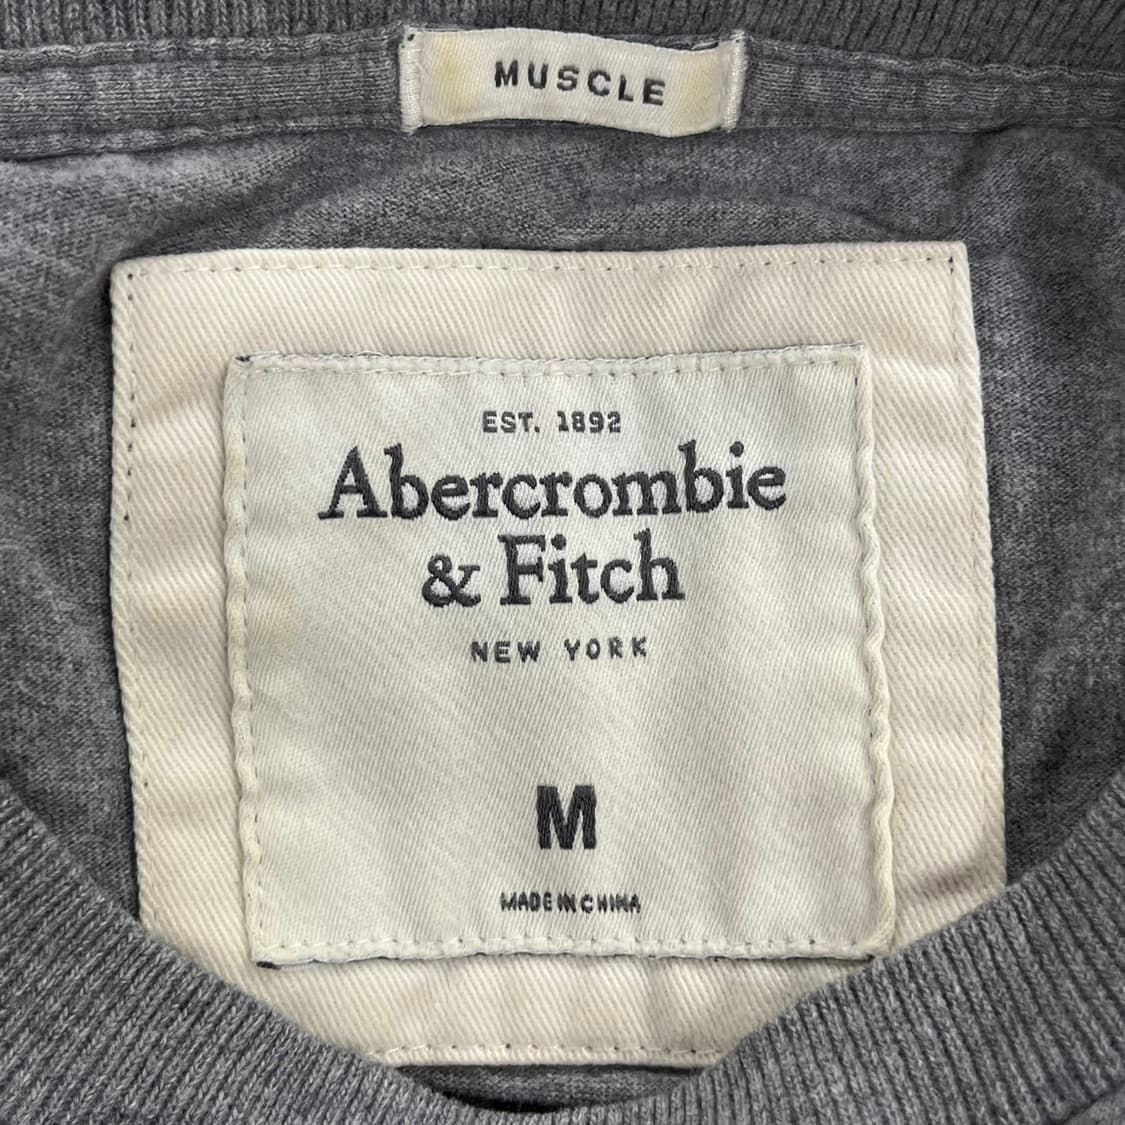 MUSCLE
EST. 1892
Abercrombie
& Fitch
NEW YORK
M
MADE IN CHINA